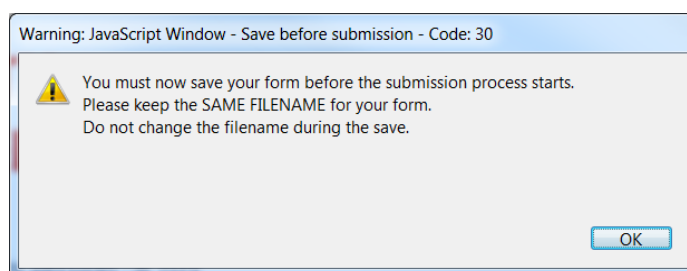 Warning: JavaScript Window - Save before submission - Code: 30
You must now save your form before the submission process starts.
Please keep the SAME FILENAME for your form.
Do not change the filename during the save.
OK